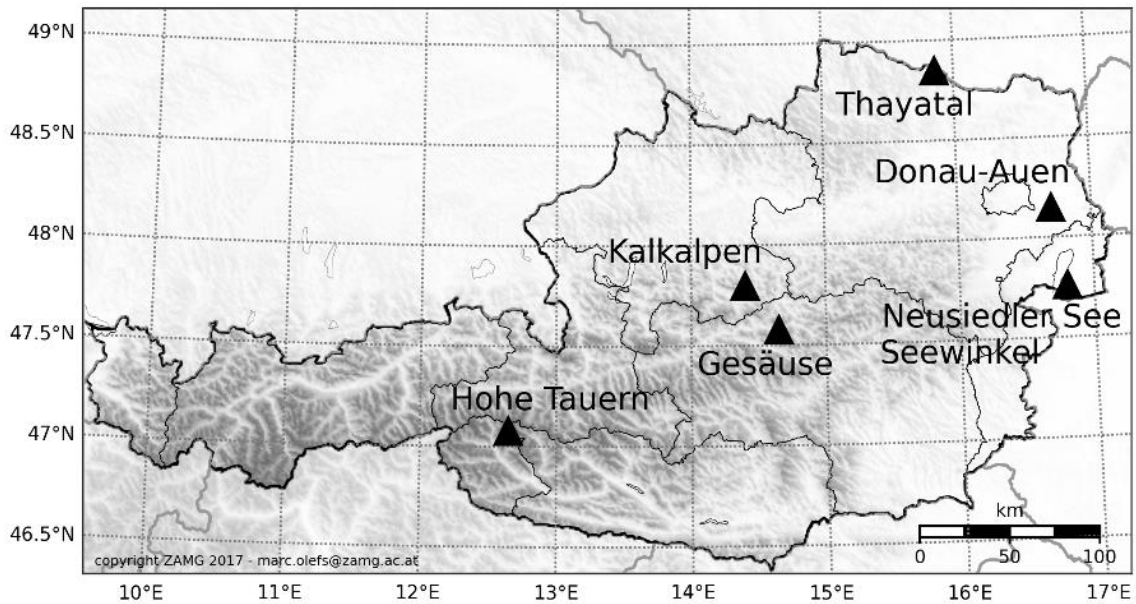 49°N
Thayatal
48.5°N
Donau-Auen
48°N
Kalkalpen
47.5°N
Neusiedler See
Seewinkel
Gesäuse
Hohe Tauern
47°N
km
46.5°N
0 50 100
copyright ZAMG 2017 - marc.olefs@zamg.ac.at
10°E 11°E 12°E 13°E 14°E 15°E 16°E 17°E